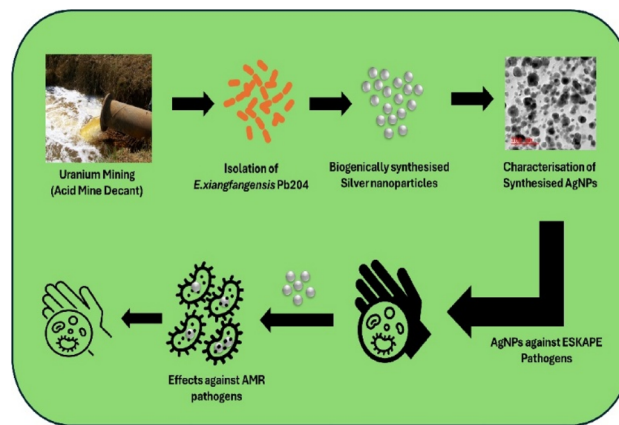 Uranium Mining
(Acid Mine Decant)
Isolation of
E.xiangfangensis Pb204
Biogenically synthesised
Silver nanoparticles
Characterisation of
Synthesised AgNPs
AgNPs against ESKAPE
Pathogens
Effects against AMR
pathogens